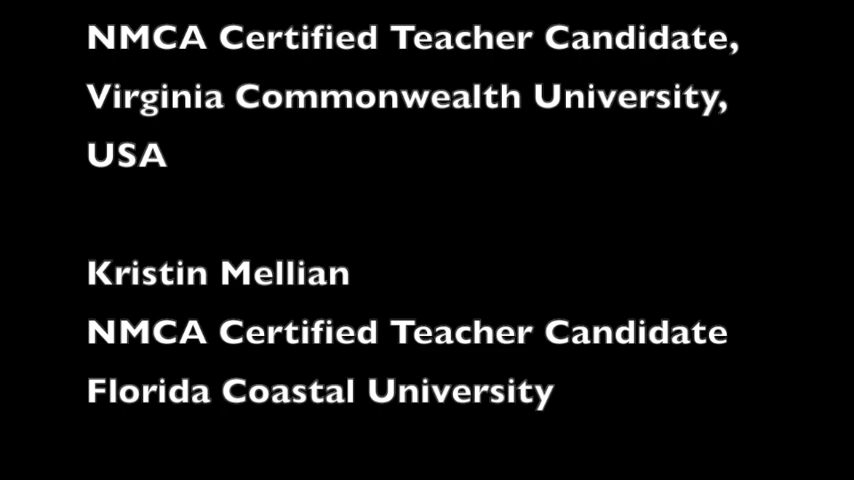 NMCA Certified Teacher Candidate,
Virginia Commonwealth University,
USA
Kristin Mellian
NMCA Certified Teacher Candidate
Florida Coastal University